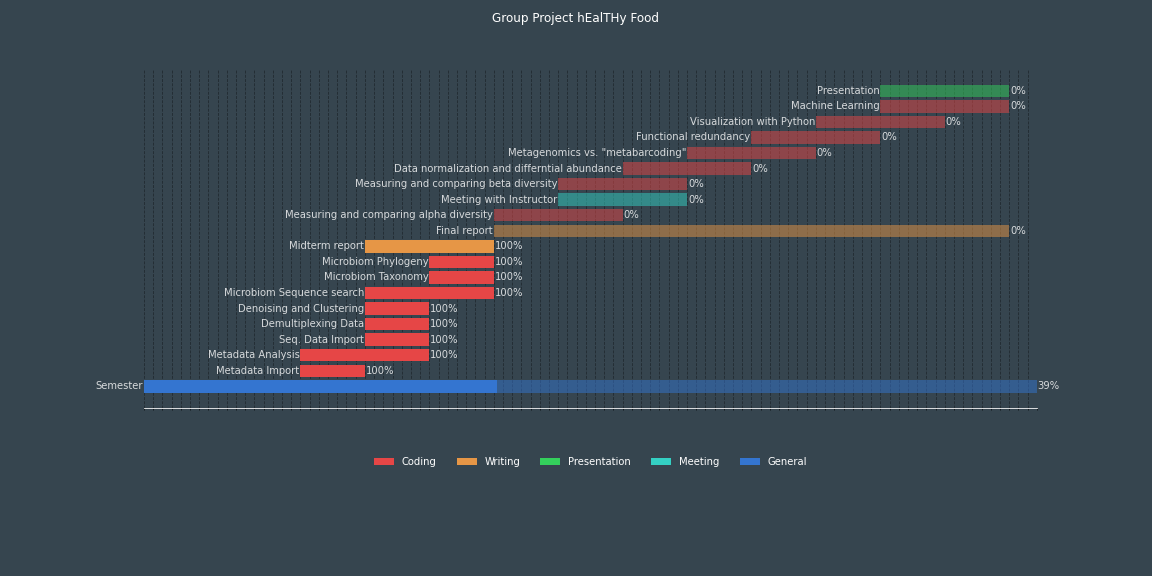 Group Project hEalTHy Food
Presentation 0%
Machine Learning 0%
Visualization with Python 0%
Functional redundancy 0%
Metagenomics vs. "metabarcoding" 0%
Data normalization and differntial abundance 0%
Measuring and comparing beta diversity 0%
Meeting with Instructor 0%
Measuring and comparing alpha diversity 0%
Final report 0%
Midterm report 100%
Microbiom Phylogeny 100%
Microbiom Taxonomy 100%
Microbiom Sequence search 100%
Denoising and Clustering 100%
Demultiplexing Data 100%
Seq. Data Import 100%
Metadata Analysis 100%
Metadata Import 100%
Semester 39%
Coding Writing Presentation Meeting General